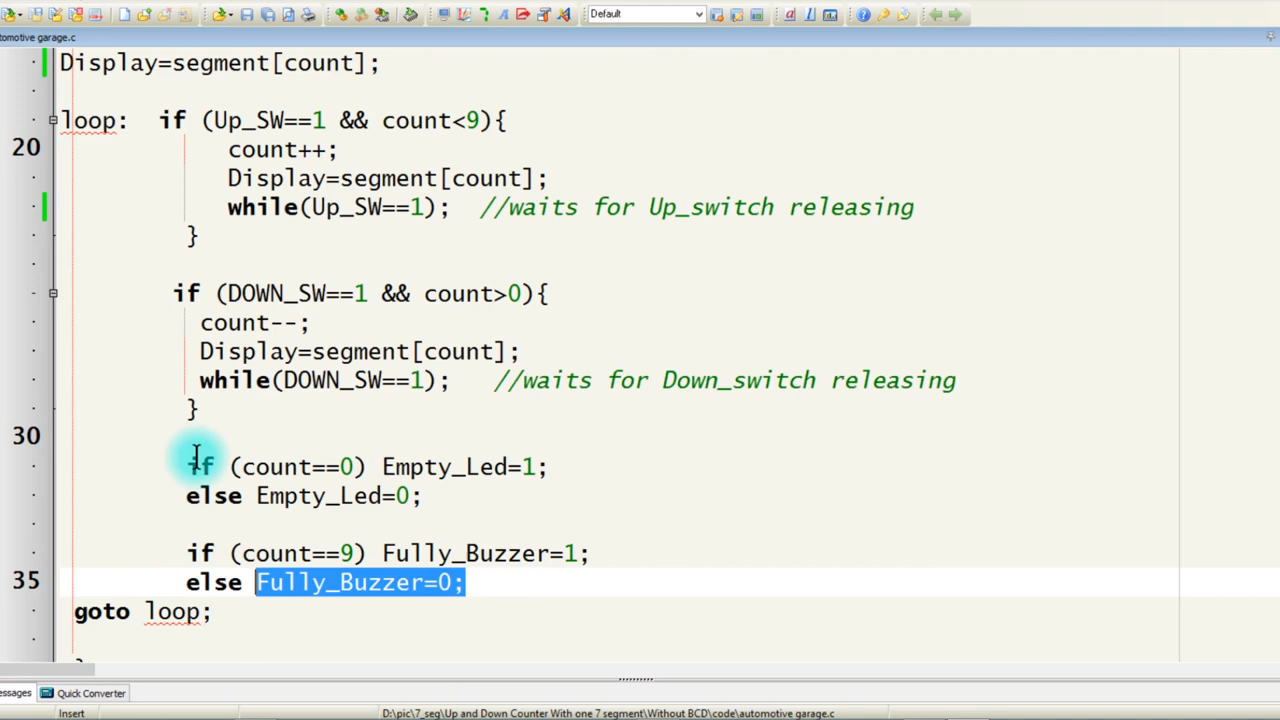 Default
tomotive garage.c
Display=segment[count];
loop: if (Up_SW==1 && count<9){
20
count++;
Display=segment[count];
while(Up_SW==1); //waits for Up_switch releasing
}
if (DOWN_SW==1 && count>0){
count--;
Display=segment[count];
while(DOWN_SW==1); //waits for Down_switch releasing
}
30
if (count==0) Empty_Led=1;
else Empty_Led=0;
if (count==9) Fully_Buzzer=1;
35 else Fully_Buzzer=0;
goto loop;
essages Quick Converter
Insert D:\pic\7_seg\Up and Down Counter With one 7 segment\Without BCD\code\automotive garage.c